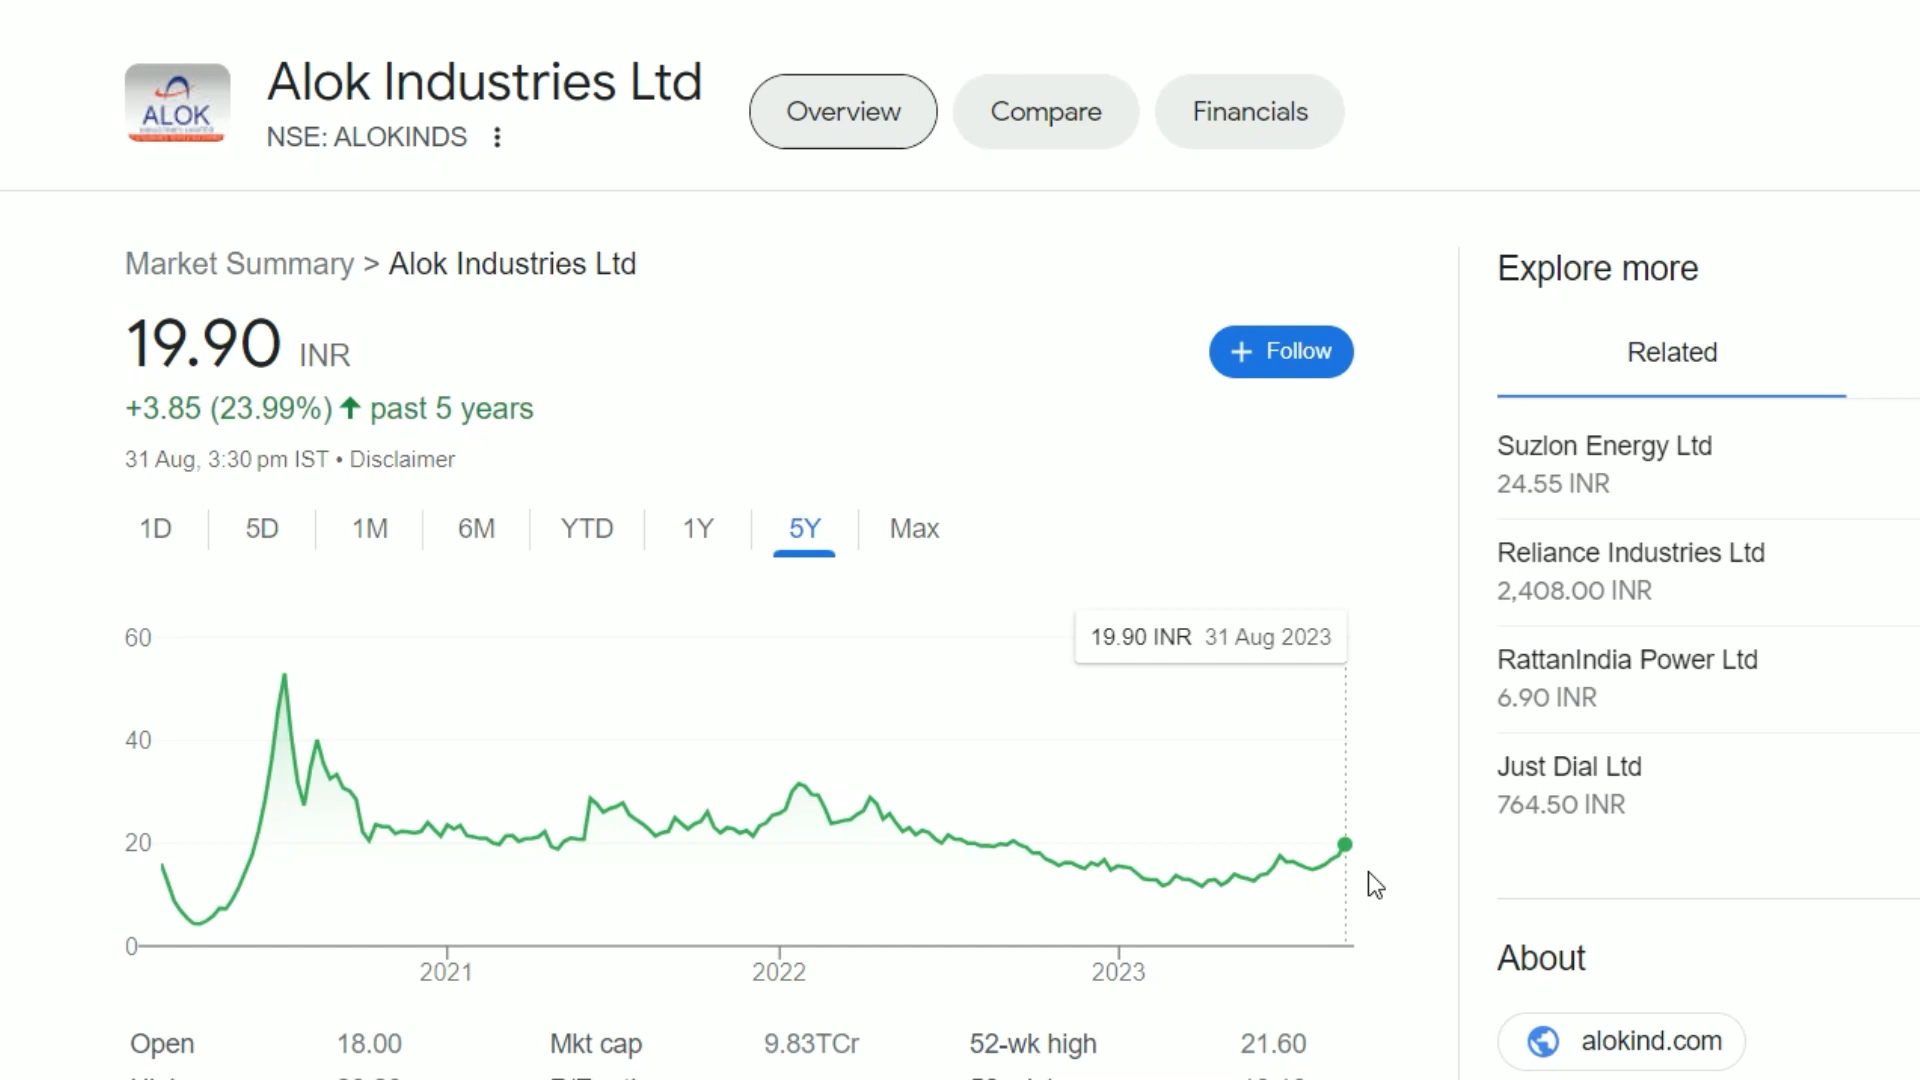 Alok Industries Ltd
NSE: ALOKINDS
ALOK
Overview
Compare
Financials
Market Summary > Alok Industries Ltd
19.90 INR
+ Follow
+3.85 (23.99%) ↑ past 5 years
31 Aug, 3:30 pm IST • Disclaimer
1D
5D
1M
6M
YTD
1Y
5Y
Max
19.90 INR 31 Aug 2023
60
40
20
0
2021
2022
2023
Open 18.00
Mkt cap 9.83TCr
52-wk high 21.60
Explore more
Related
Suzlon Energy Ltd
24.55 INR
Reliance Industries Ltd
2,408.00 INR
RattanIndia Power Ltd
6.90 INR
Just Dial Ltd
764.50 INR
About
alokind.com